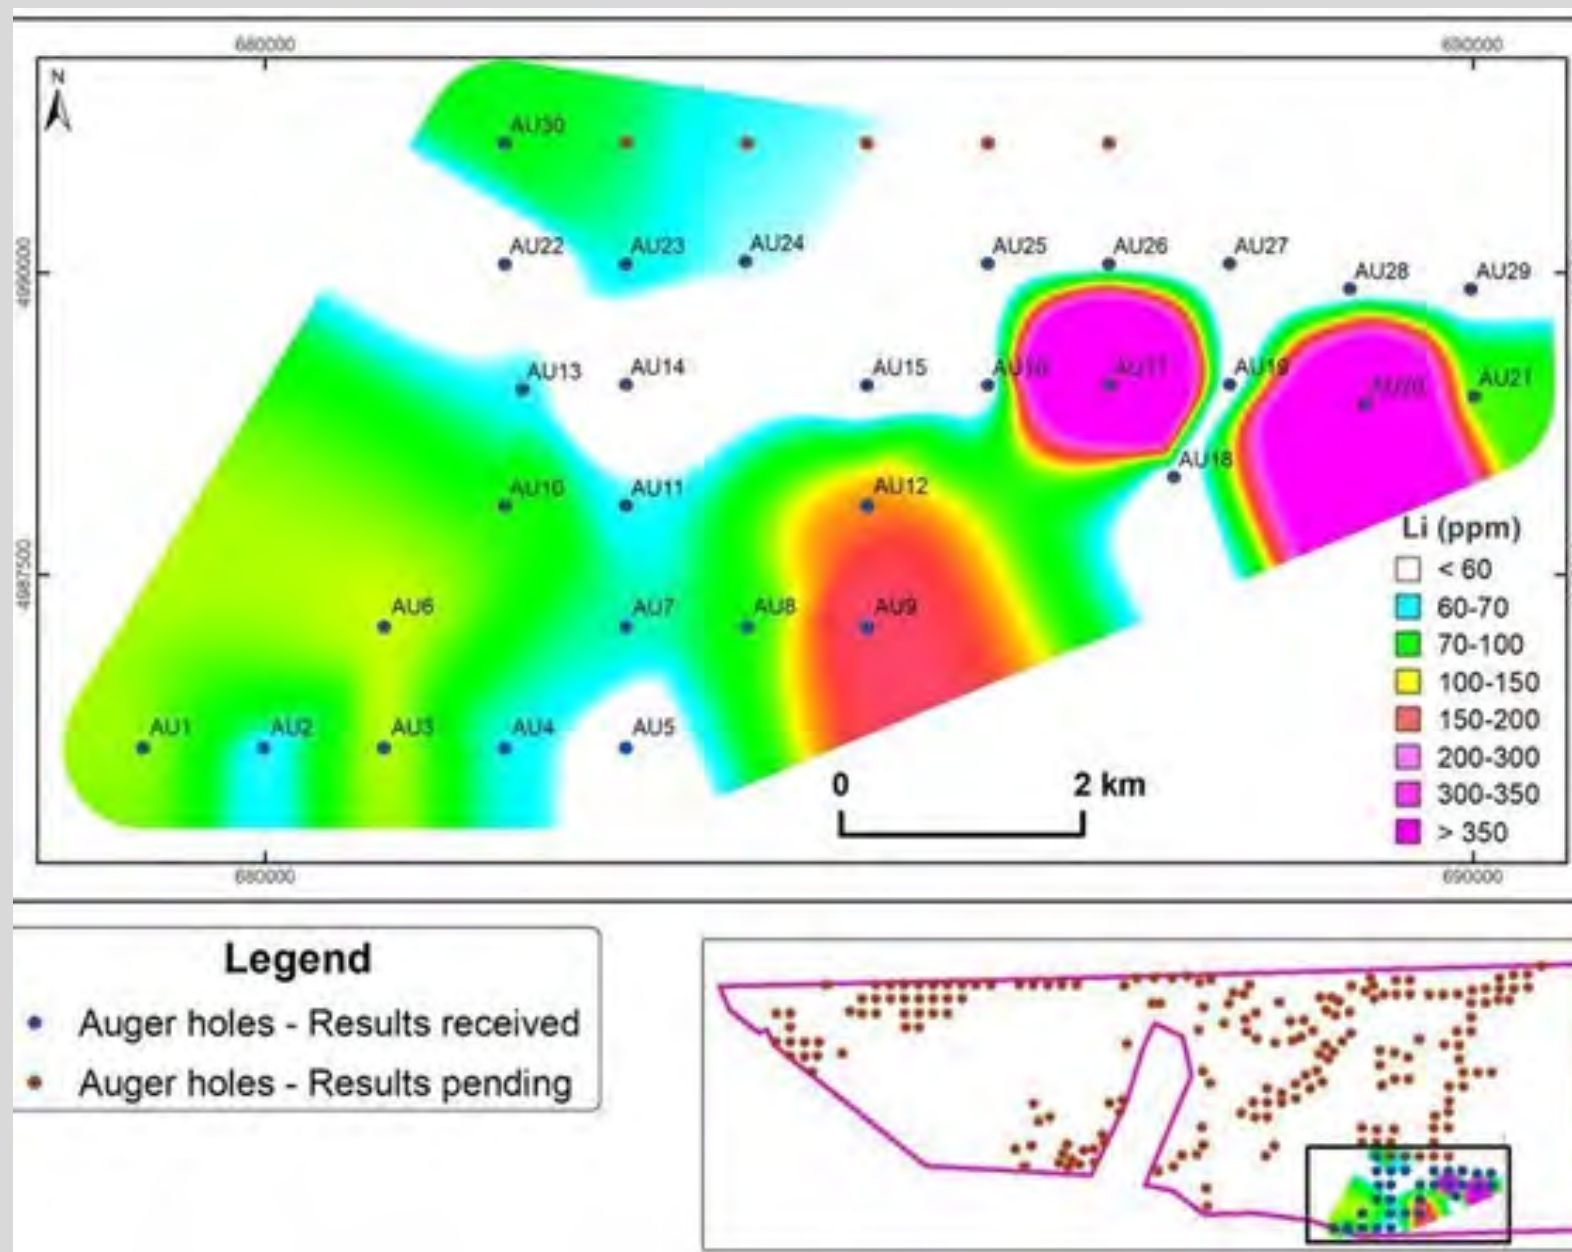 680000
690000
N
AU30
AU22
AU23
AU24
AU25
AU26
AU27
AU28
AU29
4990000
AU13
AU14
AU15
AU16
AU17
AU19
AU20
AU21
AU10
AU11
AU12
AU18
4987500
AU6
AU7
AU8
AU9
AU1
AU2
AU3
AU4
AU5
Li (ppm)
< 60
60-70
70-100
100-150
150-200
200-300
300-350
> 350
0
2 km
680000
690000
Legend
Auger holes - Results received
Auger holes - Results pending